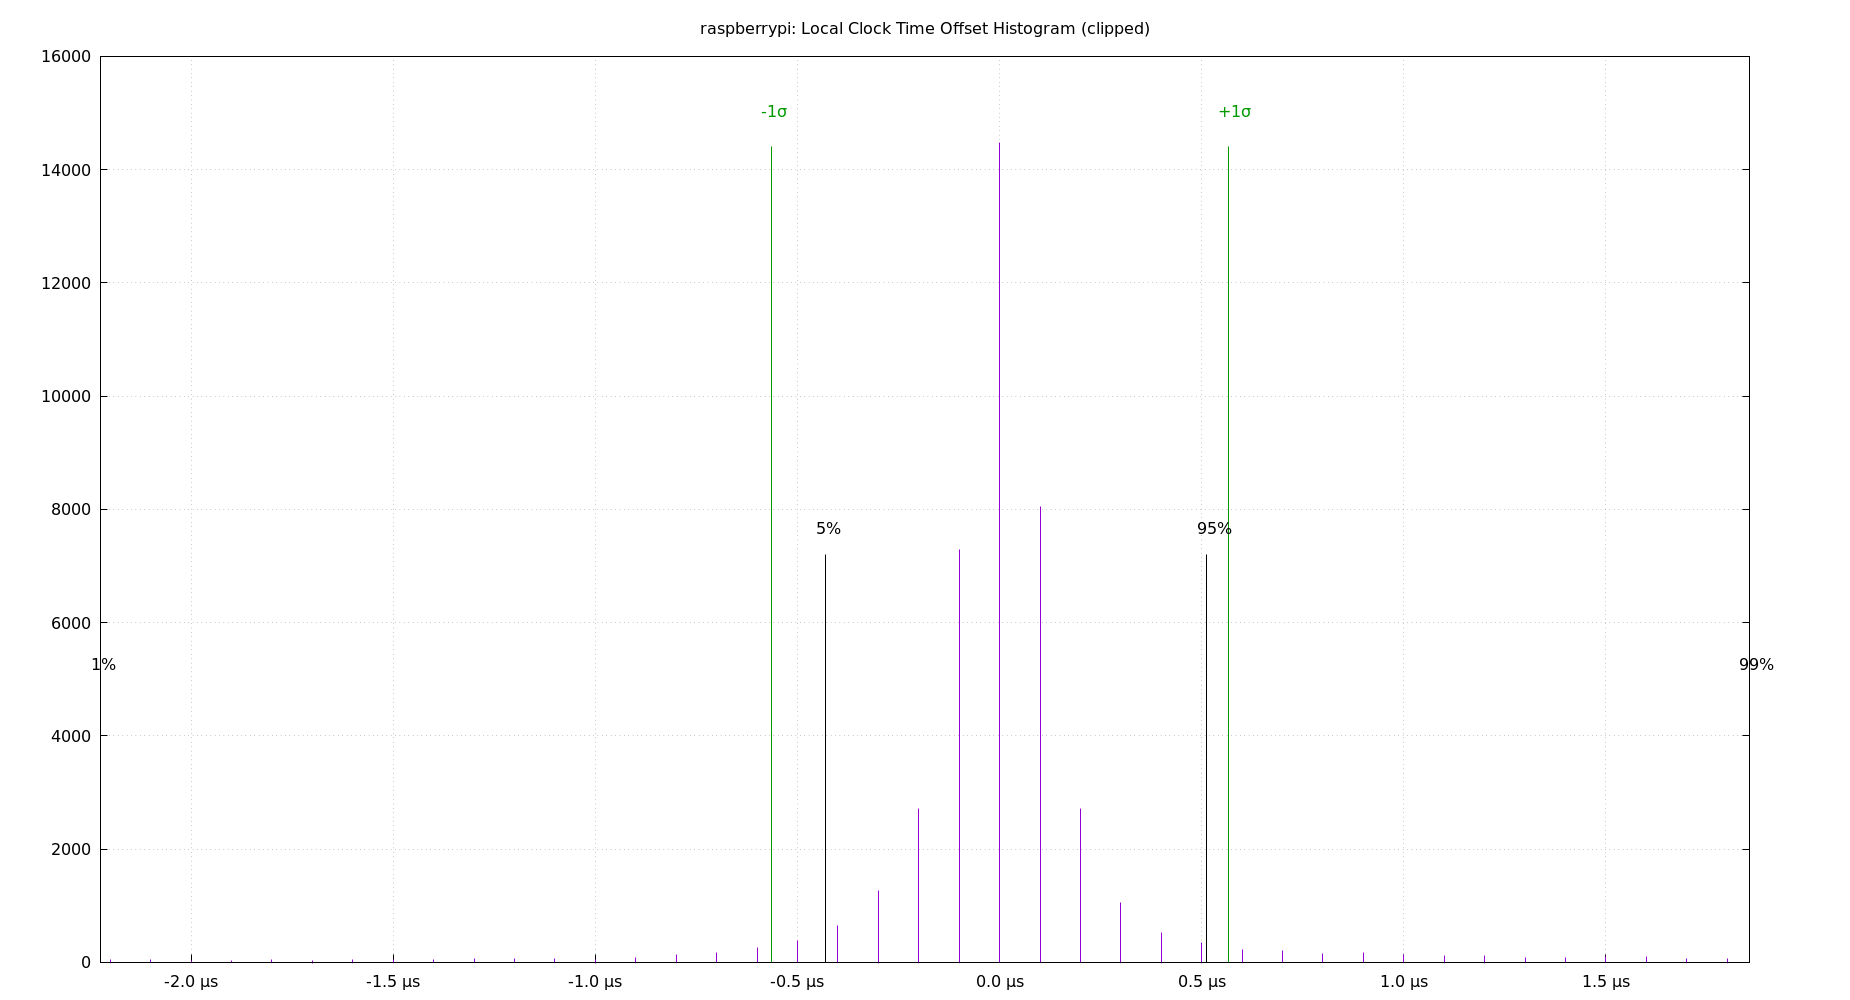 raspberrypi: Local Clock Time Offset Histogram (clipped)
16000
-1σ
+1σ
14000
12000
10000
8000
5%
95%
6000
1%
99%
4000
2000
0
-2.0 µs
-1.5 µs
-1.0 µs
-0.5 µs
0.0 µs
0.5 µs
1.0 µs
1.5 µs